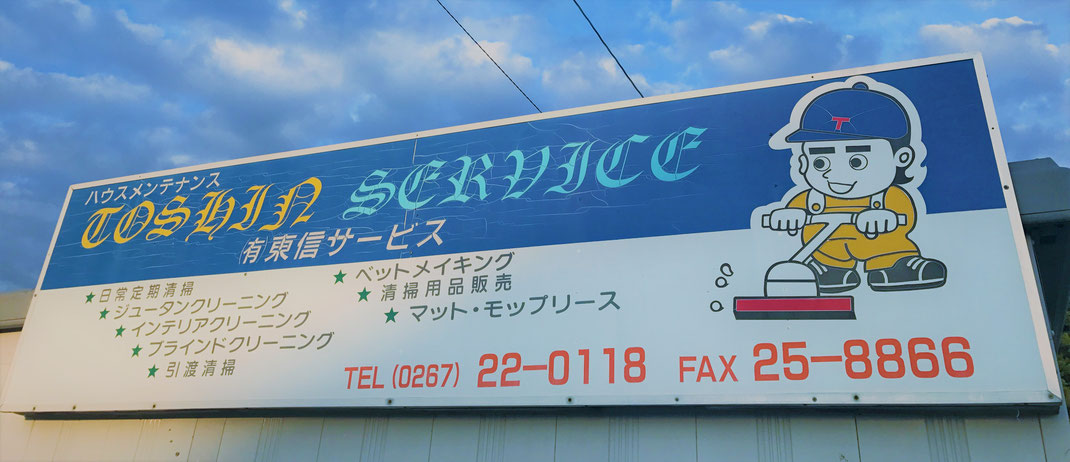 ハウスメンテナンス
TOSHIN SERVICE
㈲東信サービス
★日常定期清掃
★ジュータンクリーニング
★インテリアクリーニング
★ブラインドクリーニング
★引渡清掃
★ベットメイキング
★清掃用品販売
★マット・モップリース
TEL (0267) 22-0118 FAX 25-8866
T